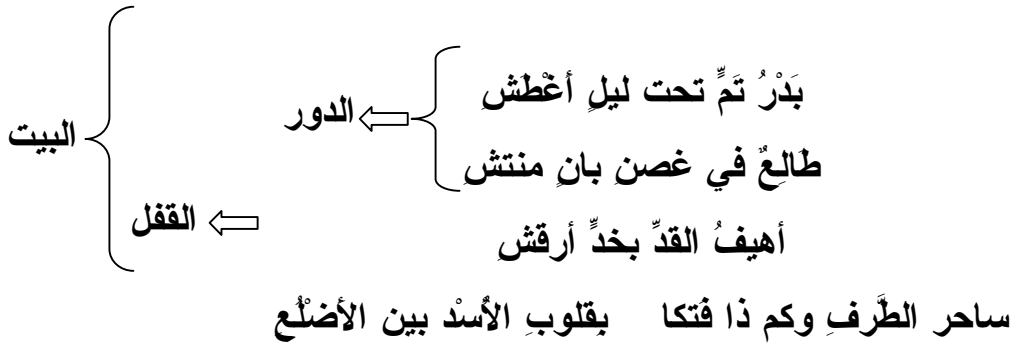 بَدْرُ تَمٍّ تحت ليلٍ أغْطَشِ
الدور
البيت
طَالِعٌ في غصنِ بانٍ منتشِ
القفل
أهيفُ القدِّ بخدٍّ أرقشِ
ساحر الطَّرفِ وكم ذا فَتكا بِقلوبِ الأُسْد بين الأضْلُعِ